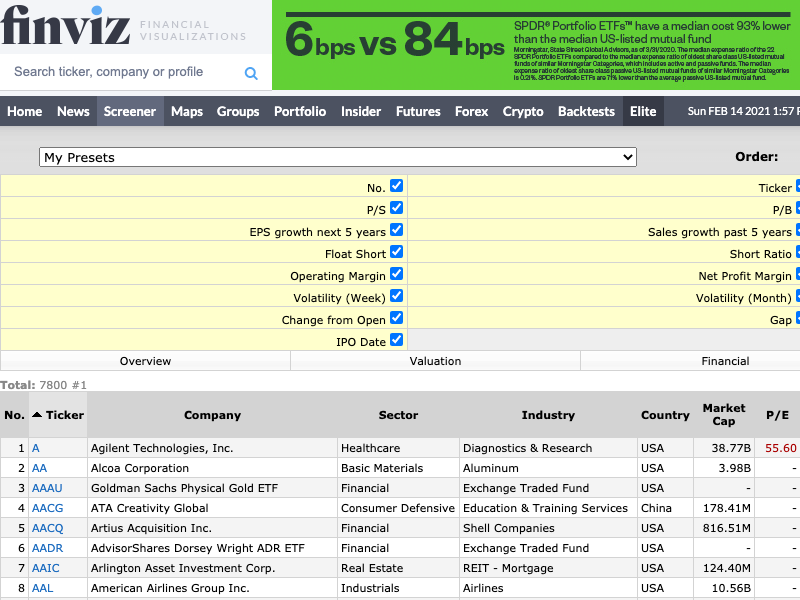 finviz
FINANCIAL
VISUALIZATIONS
6bps vs 84bps
SPDR® Portfolio ETFs™ have a median cost 93% lower
than the median US-listed mutual fund
Morningstar, State Street Global Advisors, as of 3/31/2020. The median expense ratio of the 22
SPDR Portfolio ETFs compared to the median expense ratio of oldest share class US-listed mutual
funds of similar Morningstar Categories, which includes active and passive funds. The median
expense ratio of oldest share class passive US-listed mutual funds of similar Morningstar Categories
is 0.21%. SPDR Portfolio ETFs are 71% lower than the average passive US-listed mutual fund.
Search ticker, company or profile
Home News Screener Maps Groups Portfolio Insider Futures Forex Crypto Backtests Elite Sun FEB 14 2021 1:57 P
My Presets Order:
No. Ticker
P/S P/B
EPS growth next 5 years Sales growth past 5 years
Float Short Short Ratio
Operating Margin Net Profit Margin
Volatility (Week) Volatility (Month)
Change from Open Gap
IPO Date
Overview Valuation Financial
Total: 7800 #1
No. Ticker Company Sector Industry Country Market Cap P/E
1 A Agilent Technologies, Inc. Healthcare Diagnostics & Research USA 38.77B 55.60
2 AA Alcoa Corporation Basic Materials Aluminum USA 3.98B -
3 AAAU Goldman Sachs Physical Gold ETF Financial Exchange Traded Fund USA - -
4 AACG ATA Creativity Global Consumer Defensive Education & Training Services China 178.41M -
5 AACQ Artius Acquisition Inc. Financial Shell Companies USA 816.51M -
6 AADR AdvisorShares Dorsey Wright ADR ETF Financial Exchange Traded Fund USA - -
7 AAIC Arlington Asset Investment Corp. Real Estate REIT - Mortgage USA 124.40M -
8 AAL American Airlines Group Inc. Industrials Airlines USA 10.56B -